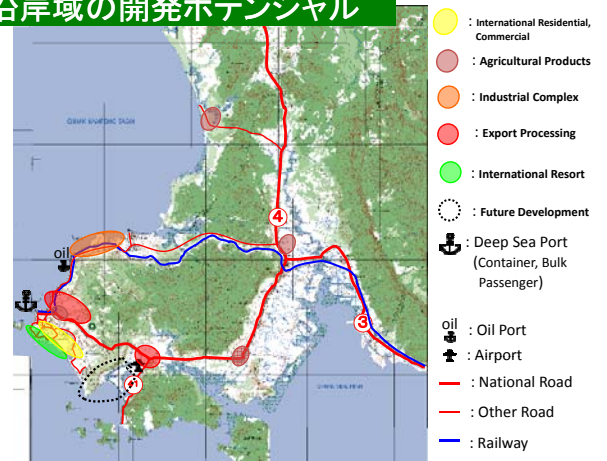 沿岸域の開発ポテンシャル
: International Residential,
Commercial
: Agricultural Products
: Industrial Complex
: Export Processing
: International Resort
: Future Development
: Deep Sea Port
(Container, Bulk
Passenger)
oil
: Oil Port
: Airport
: National Road
: Other Road
: Railway
4
oil
3